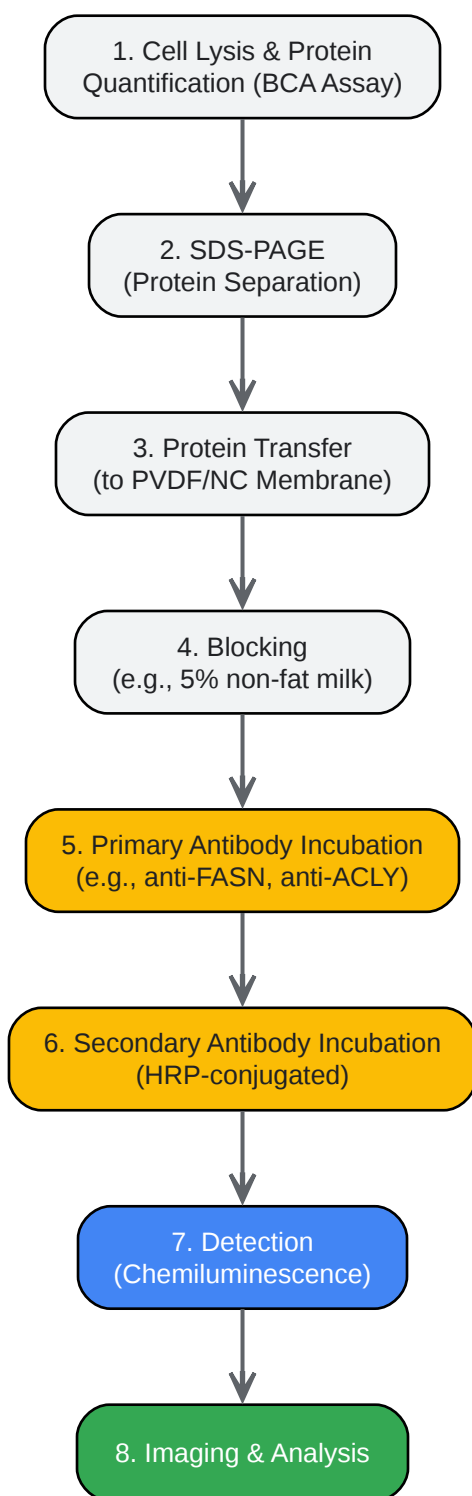 1. Cell Lysis & Protein
Quantification (BCA Assay)
2. SDS-PAGE
(Protein Separation)
3. Protein Transfer
(to PVDF/NC Membrane)
4. Blocking
(e.g., 5% non-fat milk)
5. Primary Antibody Incubation
(e.g., anti-FASN, anti-ACLY)
6. Secondary Antibody Incubation
(HRP-conjugated)
7. Detection
(Chemiluminescence)
8. Imaging & Analysis